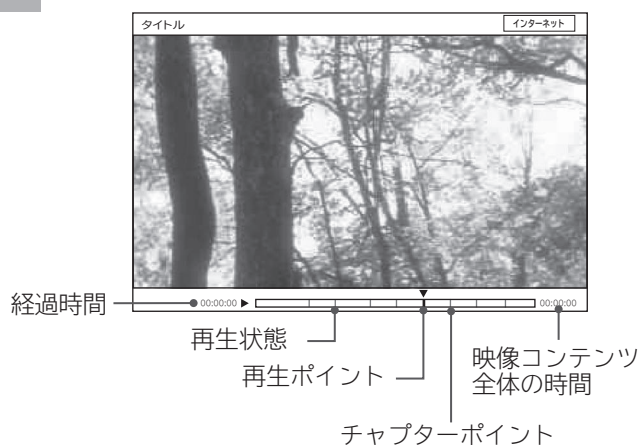 タイトル
インターネット
経過時間
00:00:00
00:00:00
再生状態
再生ポイント
映像コンテンツ
全体の時間
チャプターポイント